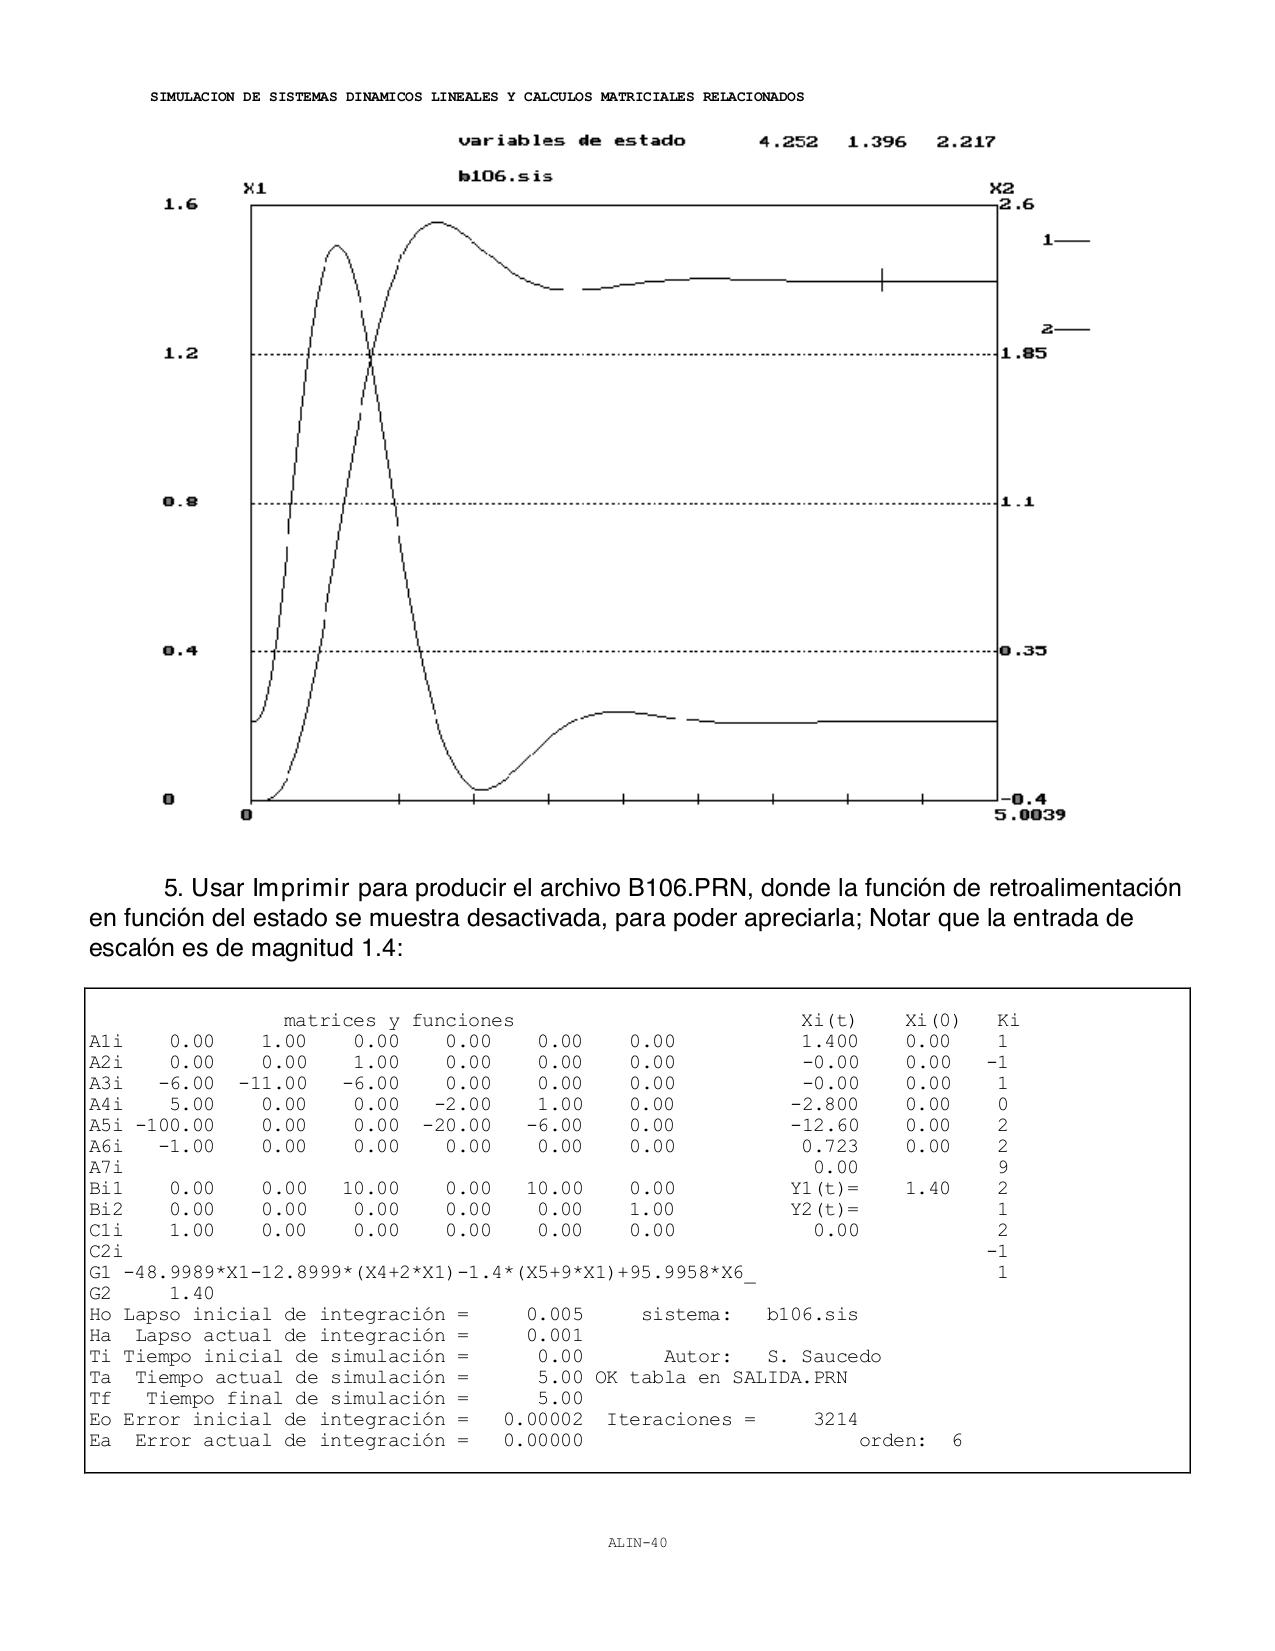 SIMULACION DE SISTEMAS DINAMICOS LINEALES Y CALCULOS MATRICIALES RELACIONADOS
variables de estado 4.252 1.396 2.217
b106.sis
X1 X2
1.6 2.6
1
2
1.2 1.85
0.8 1.1
0.4 0.35
0 -0.4
0 5.0039
5. Usar Imprimir para producir el archivo B106.PRN, donde la función de retroalimentación
en función del estado se muestra desactivada, para poder apreciarla; Notar que la entrada de
escalón es de magnitud 1.4:
matrices y funciones Xi(t) Xi(0) Ki
A1i 0.00 1.00 0.00 0.00 0.00 0.00 1.400 0.00 1
A2i 0.00 0.00 1.00 0.00 0.00 0.00 -0.00 0.00 -1
A3i -6.00 -11.00 -6.00 0.00 0.00 0.00 -0.00 0.00 1
A4i 5.00 0.00 0.00 -2.00 1.00 0.00 -2.800 0.00 0
A5i -100.00 0.00 0.00 -20.00 -6.00 0.00 -12.60 0.00 2
A6i -1.00 0.00 0.00 0.00 0.00 0.00 0.723 0.00 2
A7i 0.00 9
Bi1 0.00 0.00 10.00 0.00 10.00 0.00 Y1(t)= 1.40 2
Bi2 0.00 0.00 0.00 0.00 0.00 1.00 Y2(t)= 1
C1i 1.00 0.00 0.00 0.00 0.00 0.00 0.00 2
C2i -1
G1 -48.9989*X1-12.8999*(X4+2*X1)-1.4*(X5+9*X1)+95.9958*X6_ 1
G2 1.40
Ho Lapso inicial de integración = 0.005 sistema: b106.sis
Ha Lapso actual de integración = 0.001
Ti Tiempo inicial de simulación = 0.00 Autor: S. Saucedo
Ta Tiempo actual de simulación = 5.00 OK tabla en SALIDA.PRN
Tf Tiempo final de simulación = 5.00
Eo Error inicial de integración = 0.00002 Iteraciones = 3214
Ea Error actual de integración = 0.00000 orden: 6
ALIN-40